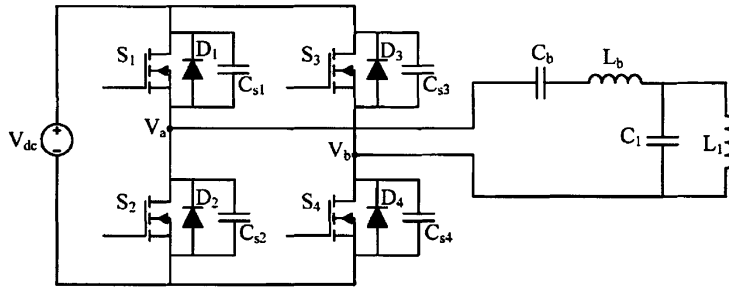 S1 D1 Cs1
S3 D3 Cs3
Cb Lb
Vdc + -
Va
Vb
C1 L1
S2 D2 Cs2
S4 D4 Cs4